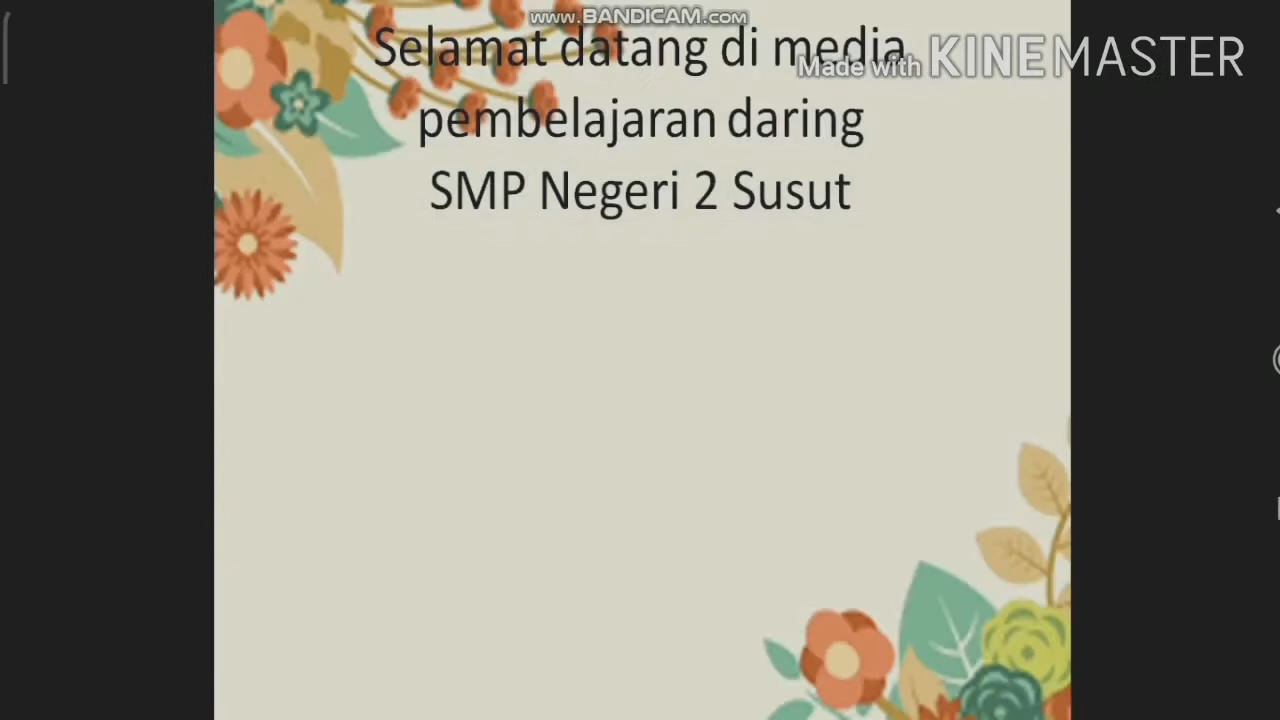 www.BANDICAM.com
Selamat datang di media
Made with KINEMASTER
pembelajaran daring
SMP Negeri 2 Susut